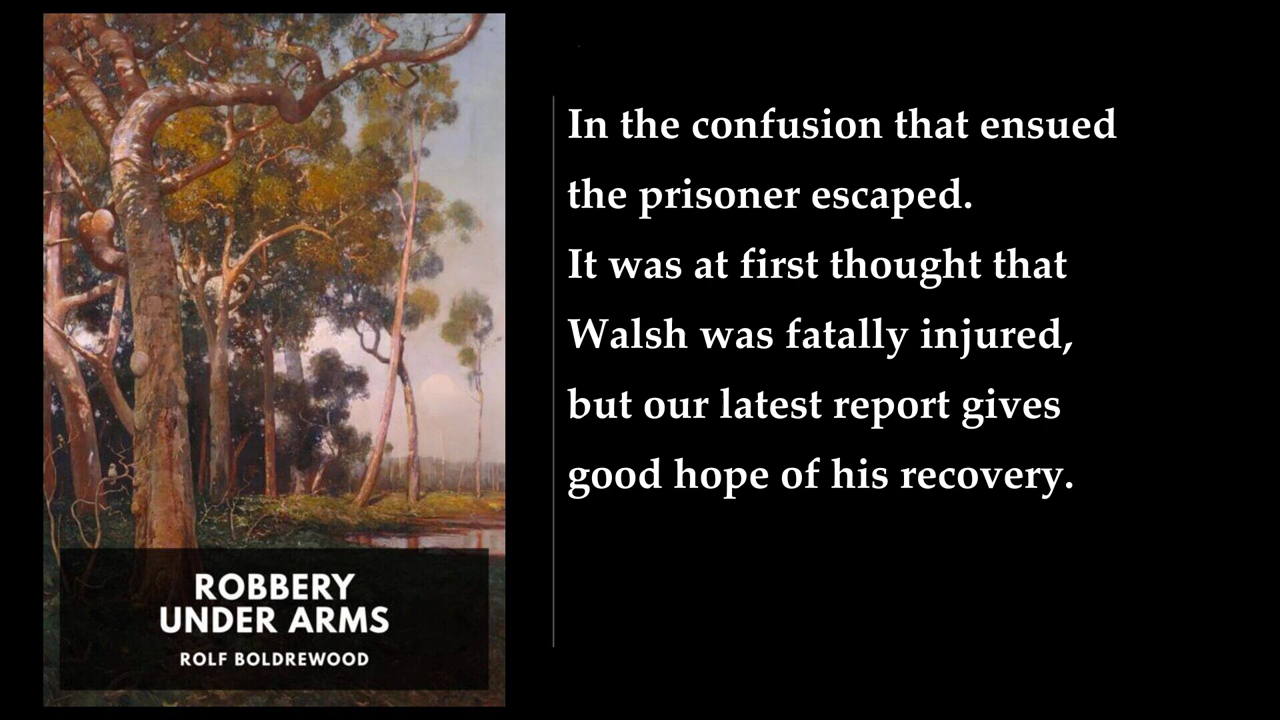 ROBBERY
UNDER ARMS
ROLF BOLDREWOOD
In the confusion that ensued
the prisoner escaped.
It was at first thought that
Walsh was fatally injured,
but our latest report gives
good hope of his recovery.